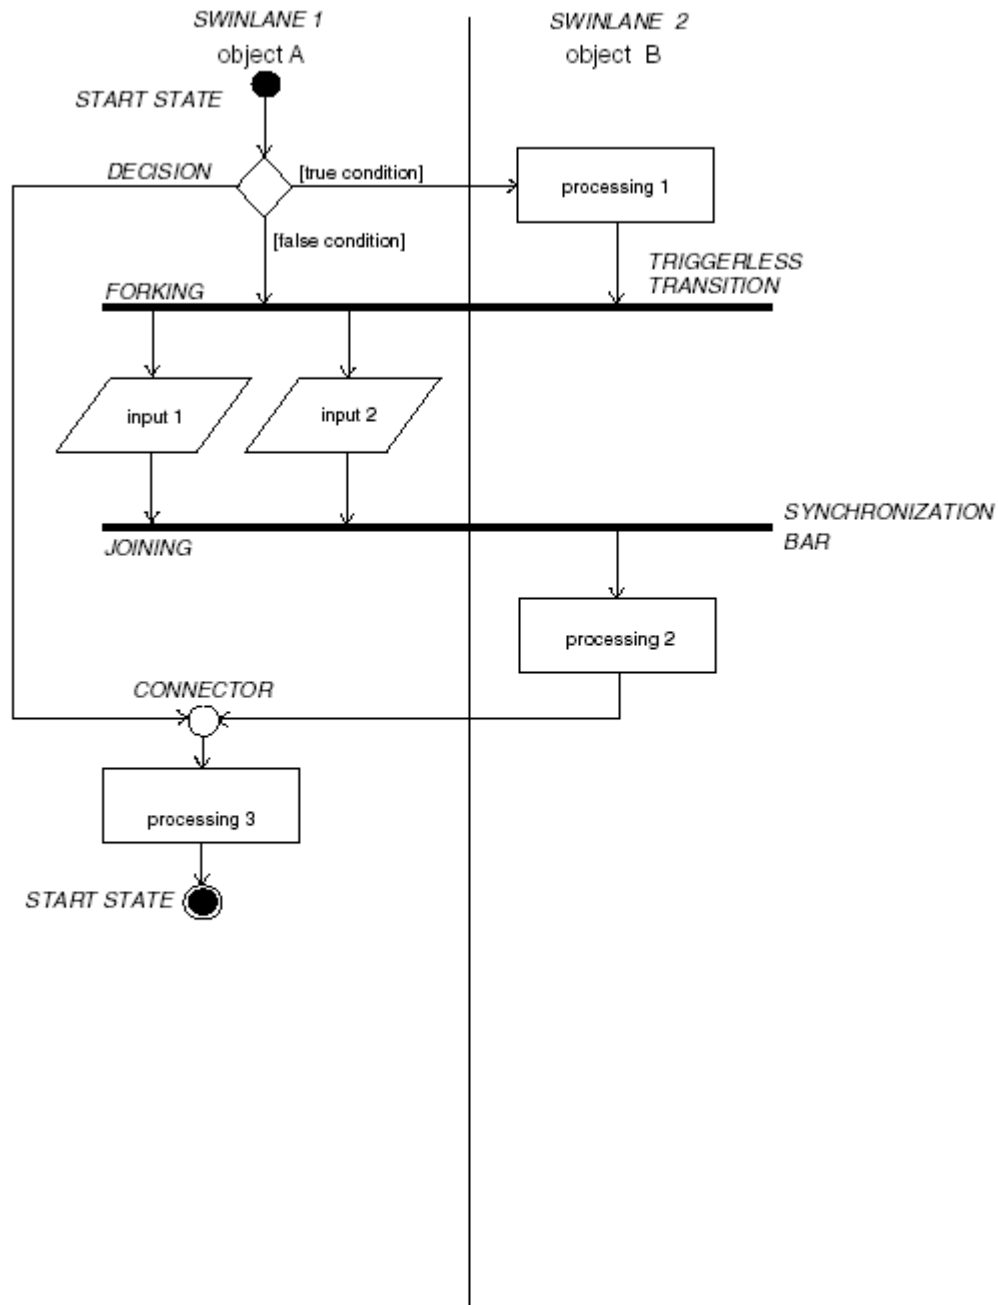 SWINLANE 1
SWINLANE 2
object A
object B
START STATE
DECISION
[true condition]
processing 1
[false condition]
TRIGGERLESS
TRANSITION
FORKING
input 1
input 2
SYNCHRONIZATION
BAR
JOINING
processing 2
CONNECTOR
processing 3
START STATE